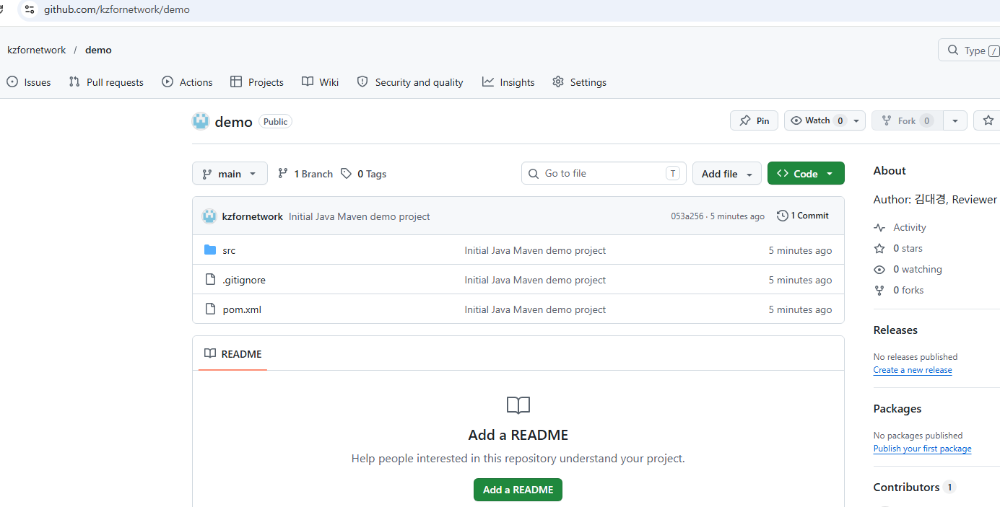 github.com/kzfornetwork/demo
kzfornetwork / demo
Type /
Issues Pull requests Actions Projects Wiki Security and quality Insights Settings
demo Public
Pin Watch 0 Fork 0
main 1 Branch 0 Tags Go to file T Add file Code
kzfornetwork Initial Java Maven demo project 053a256 · 5 minutes ago 1 Commit
src Initial Java Maven demo project 5 minutes ago
.gitignore Initial Java Maven demo project 5 minutes ago
pom.xml Initial Java Maven demo project 5 minutes ago
README
Add a README
Help people interested in this repository understand your project.
Add a README
About
Author: 김대경, Reviewer
Activity
0 stars
0 watching
0 forks
Releases
No releases published
Create a new release
Packages
No packages published
Publish your first package
Contributors 1